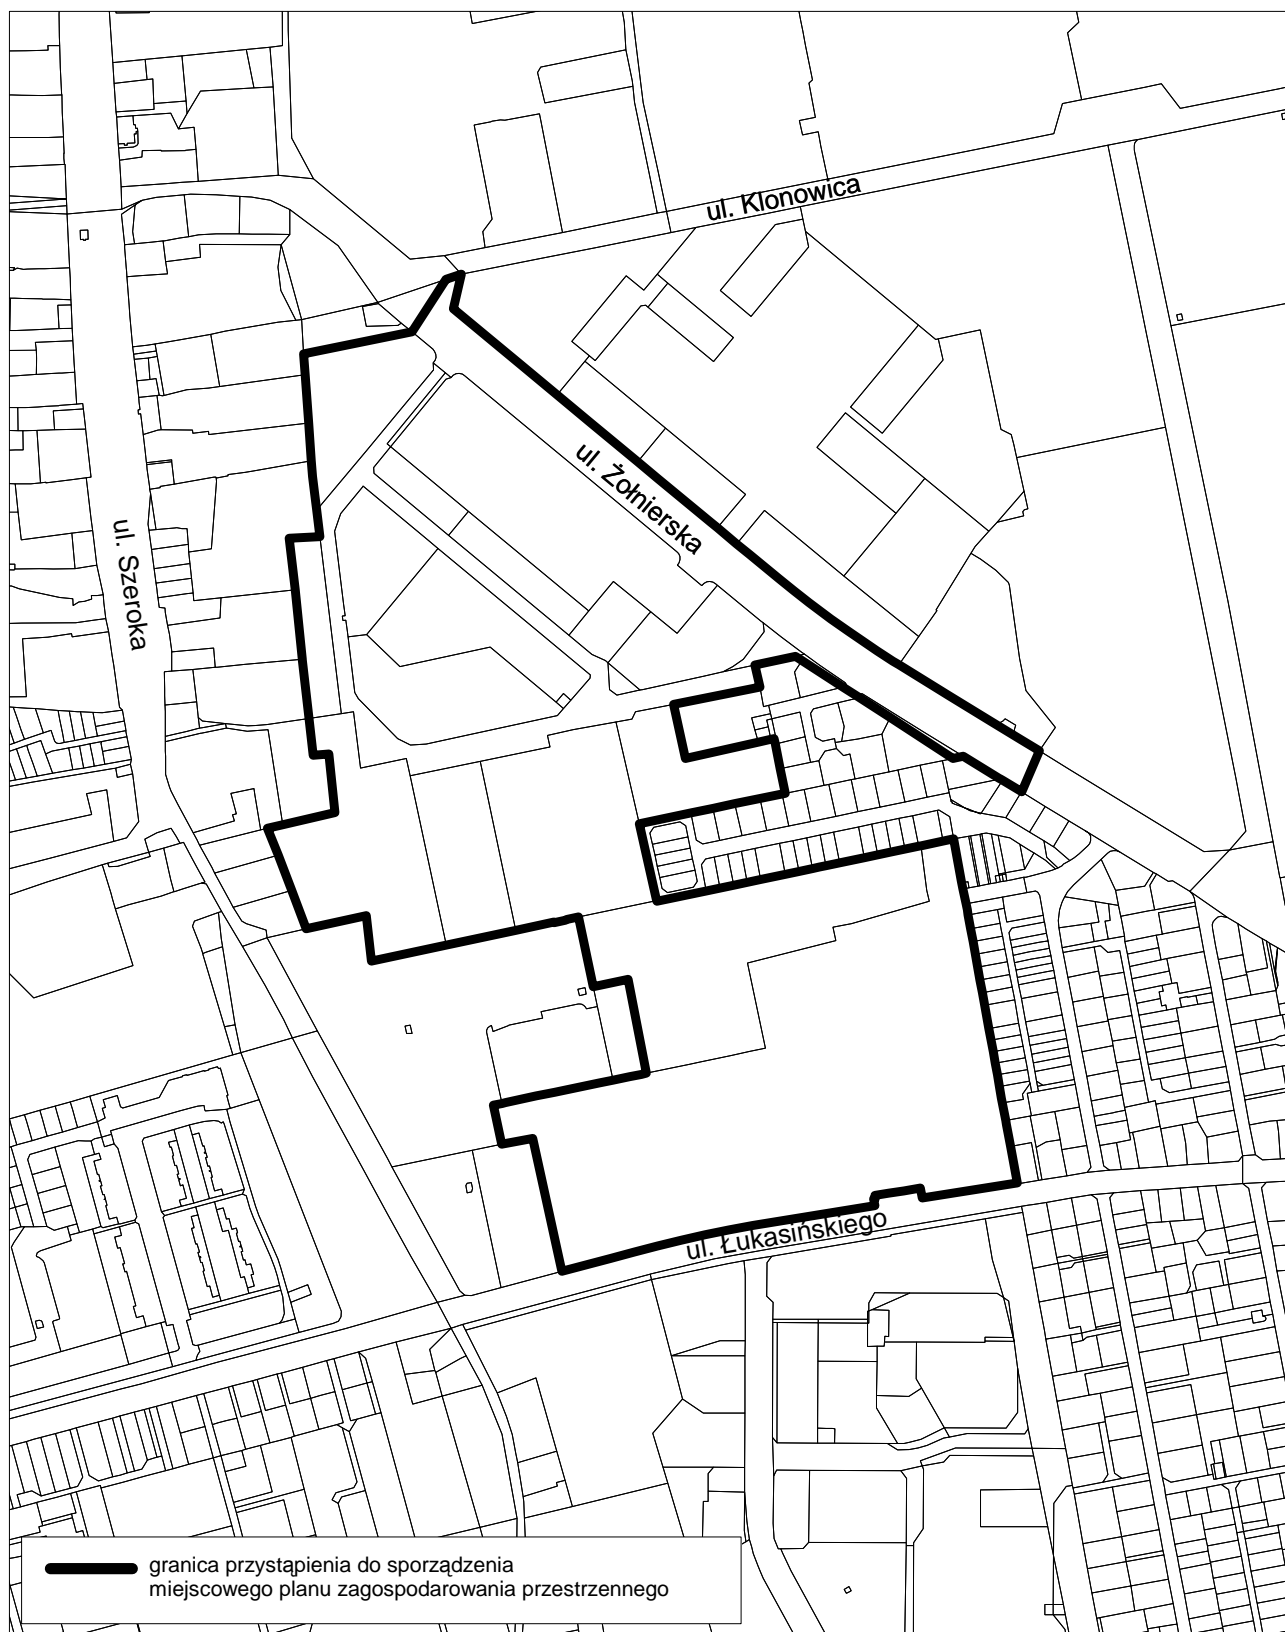 ul. Klonowica
ul. Żołnierska
ul. Szeroka
ul. Łukasińskiego
granica przystąpienia do sporządzenia
miejscowego planu zagospodarowania przestrzennego